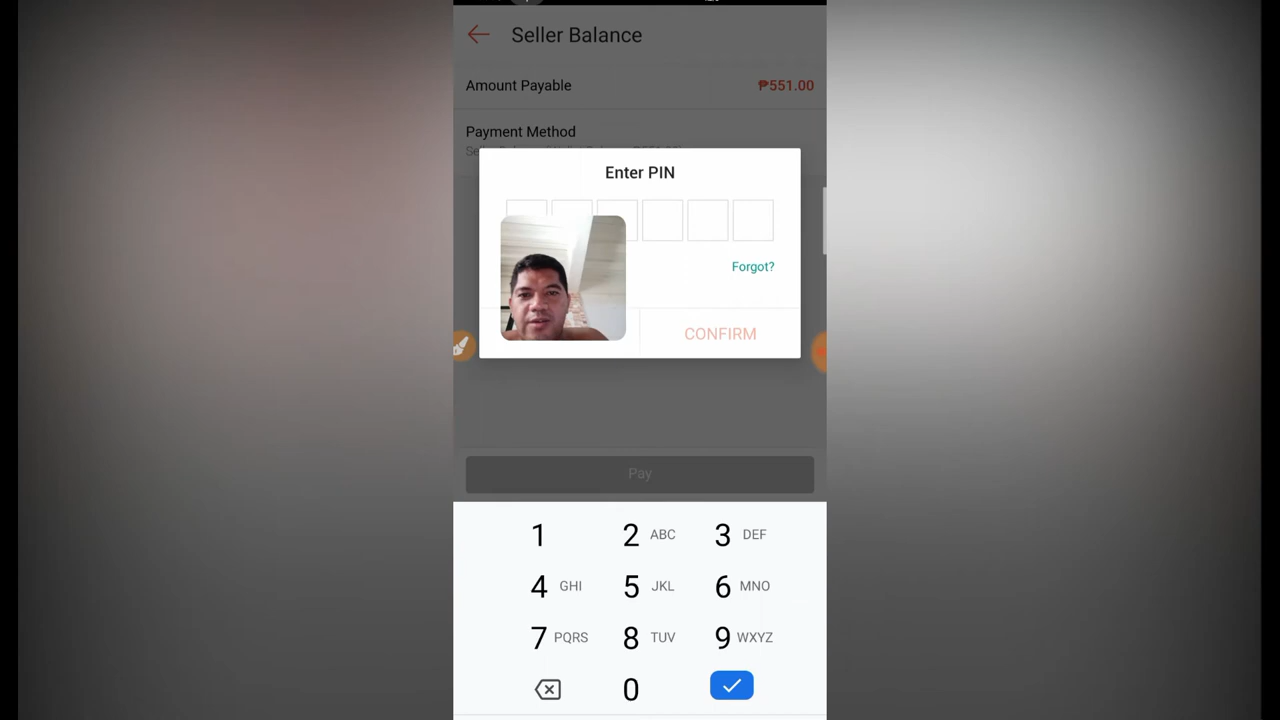 Seller Balance
Amount Payable ₱551.00
Payment Method
Enter PIN
Forgot?
CONFIRM
Pay
1 2 ABC 3 DEF
4 GHI 5 JKL 6 MNO
7 PQRS 8 TUV 9 WXYZ
0